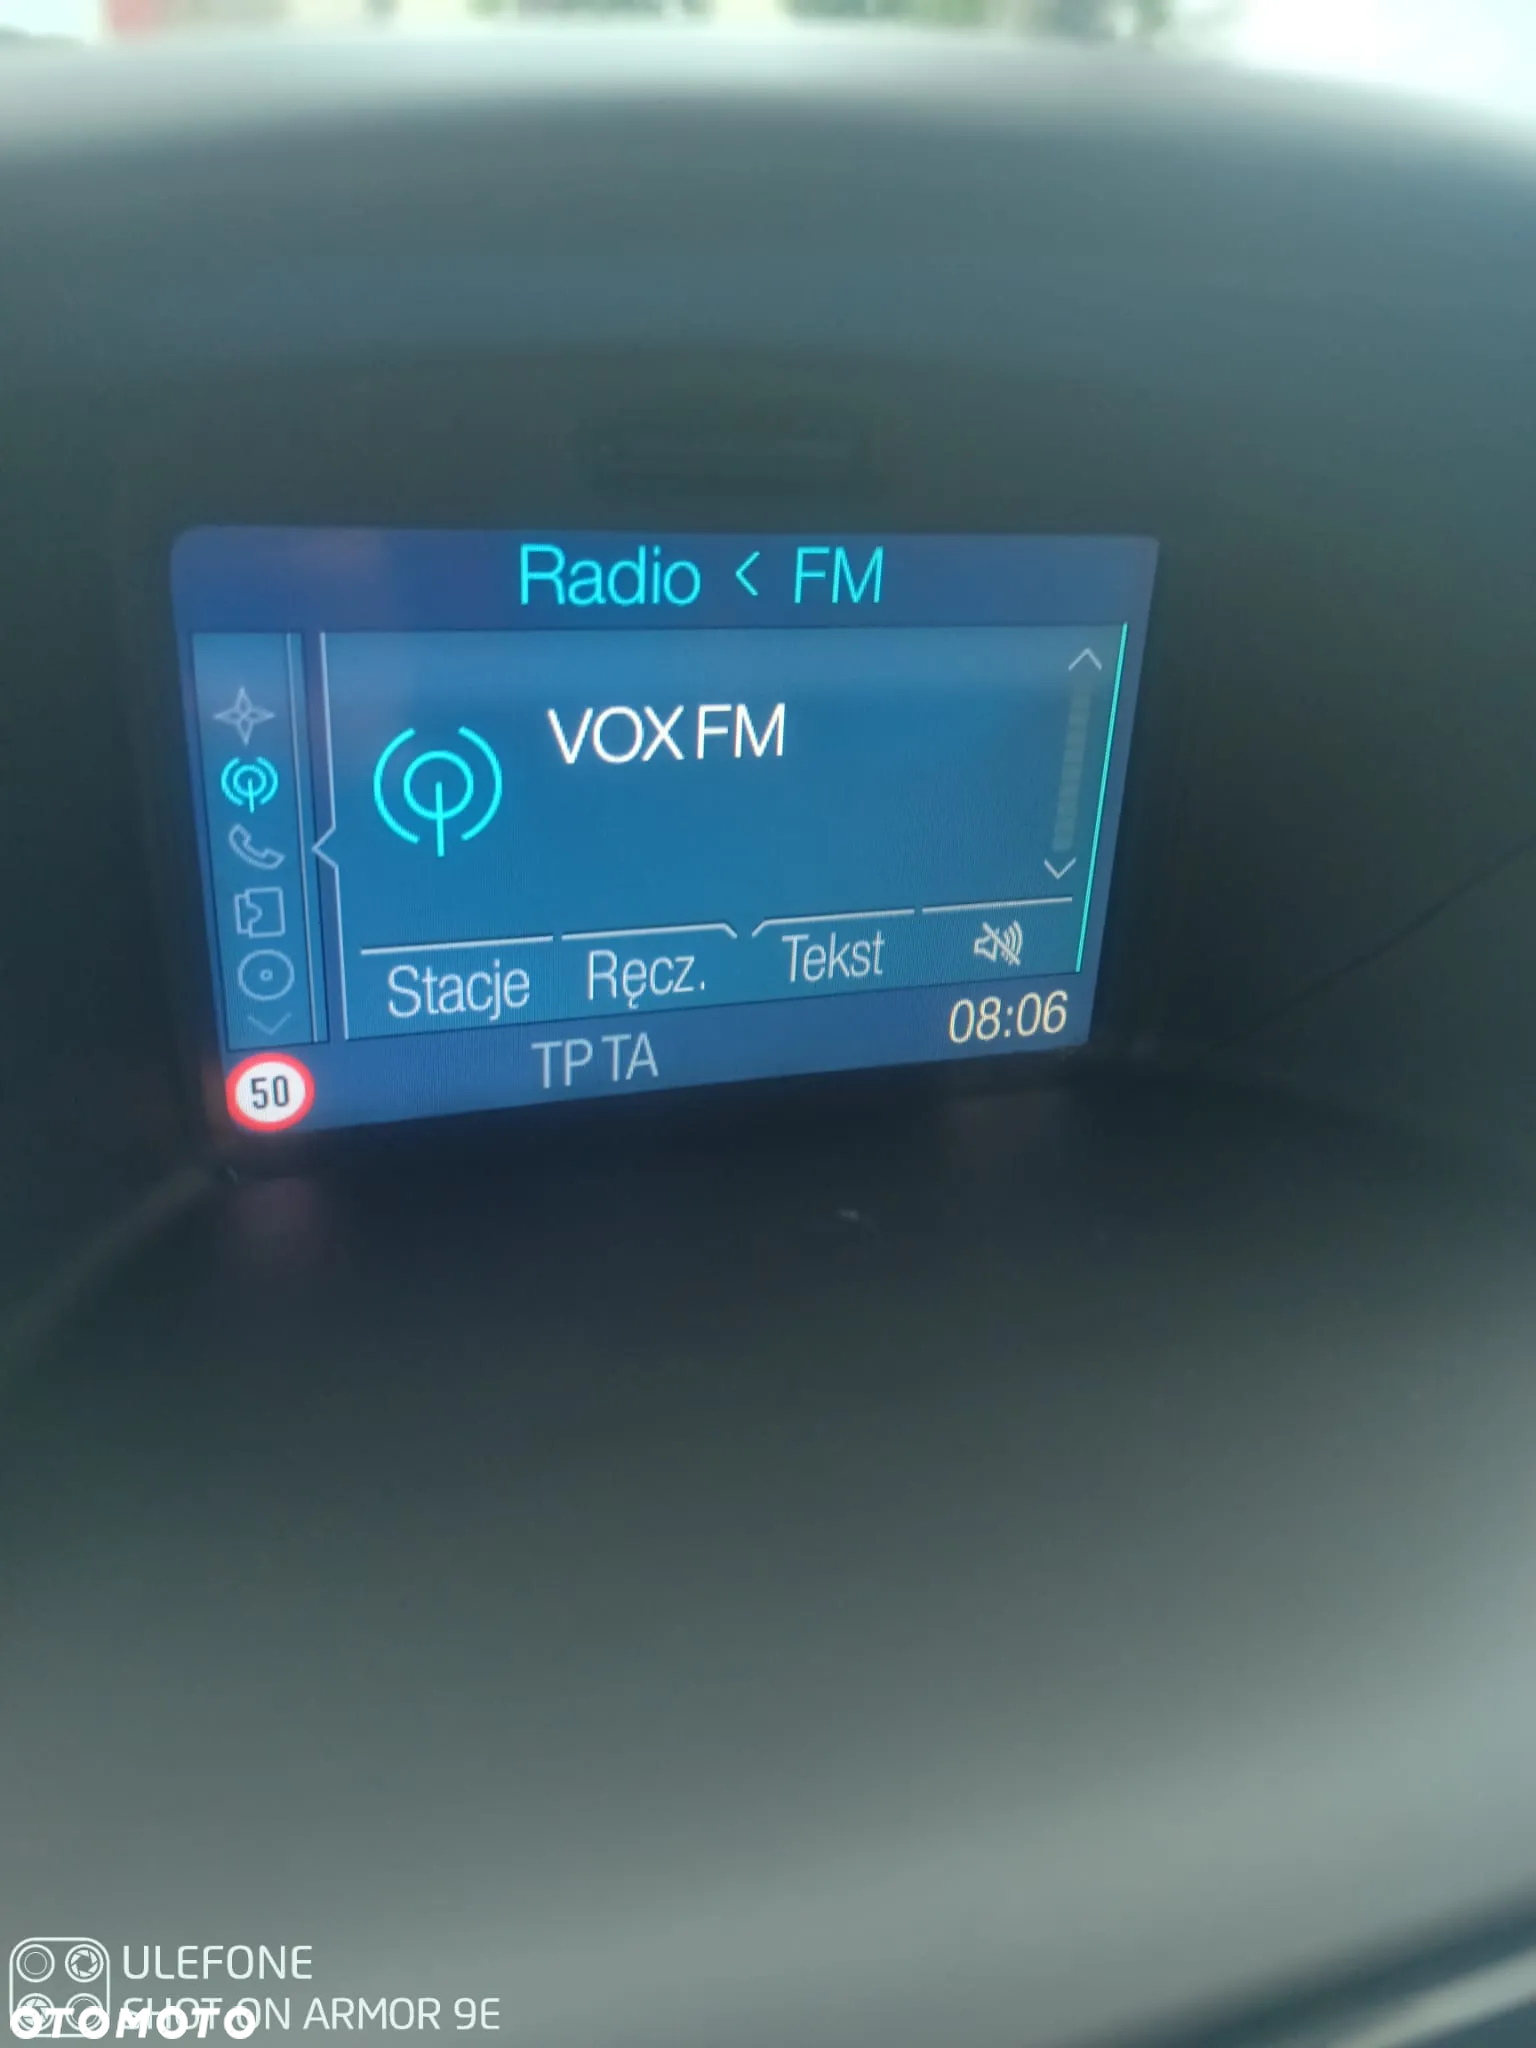 Radio < FM
VOX FM
Stacje Ręcz. Tekst
08:06
TP TA
50
ULEFONE
SHOT ON ARMOR 9E
OTOMOTO